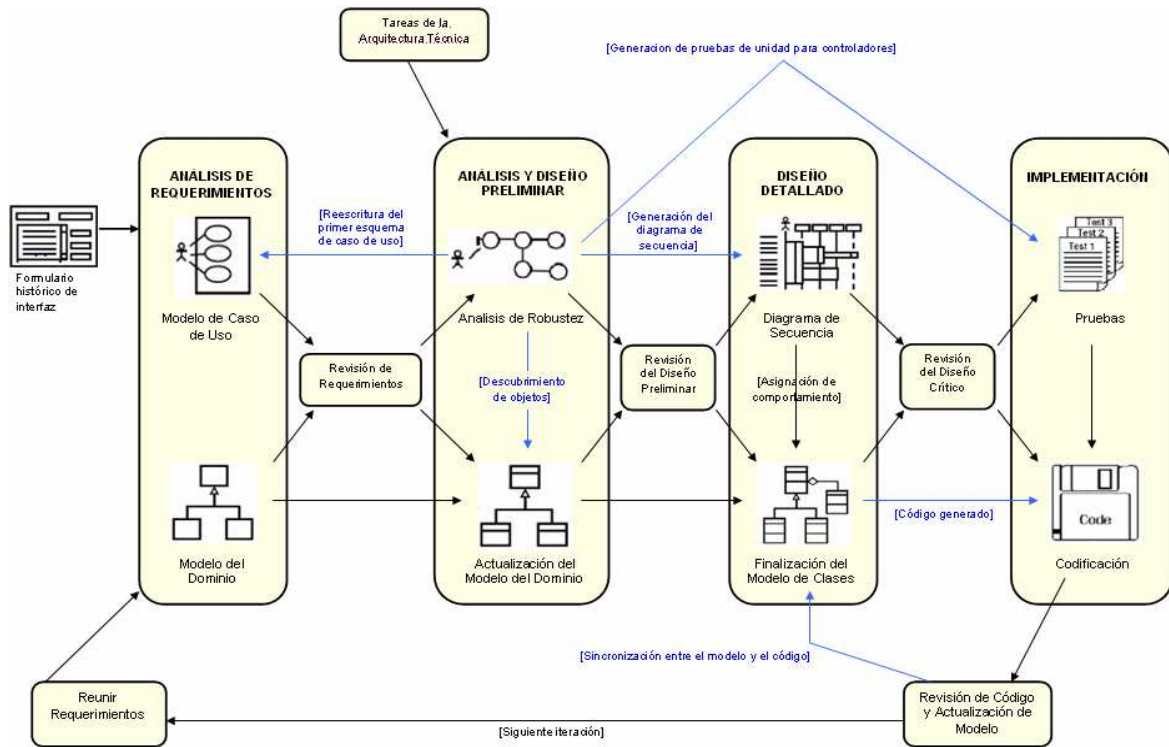 Tareas de la
Arquitectura Técnica
[Generacion de pruebas de unidad para controladores]
ANÁLISIS DE
REQUERIMIENTOS
ANÁLISIS Y DISEÑO
PRELIMINAR
DISEÑO
DETALLADO
IMPLEMENTACIÓN
Formulario
histórico de
interfaz
[Reescritura del
primer esquema
de caso de uso]
[Generación del
diagrama de
secuencia]
Test 3
Test 2
Test 1
Modelo de Caso
de Uso
Analisis de Robustez
Diagrama de
Secuencia
Pruebas
Revisión de
Requerimientos
[Descubrimiento
de objetos]
Revisión
del Diseño
Preliminar
[Asignación de
comportamiento]
Revisión
del Diseño
Crítico
Code
[Código generado]
Modelo del
Dominio
Actualización del
Modelo del Dominio
Finalización del
Modelo de Clases
Codificación
[Sincronización entre el modelo y el código]
Reunir
Requerimientos
Revisión de Código
y Actualización de
Modelo
[Siguiente iteración]